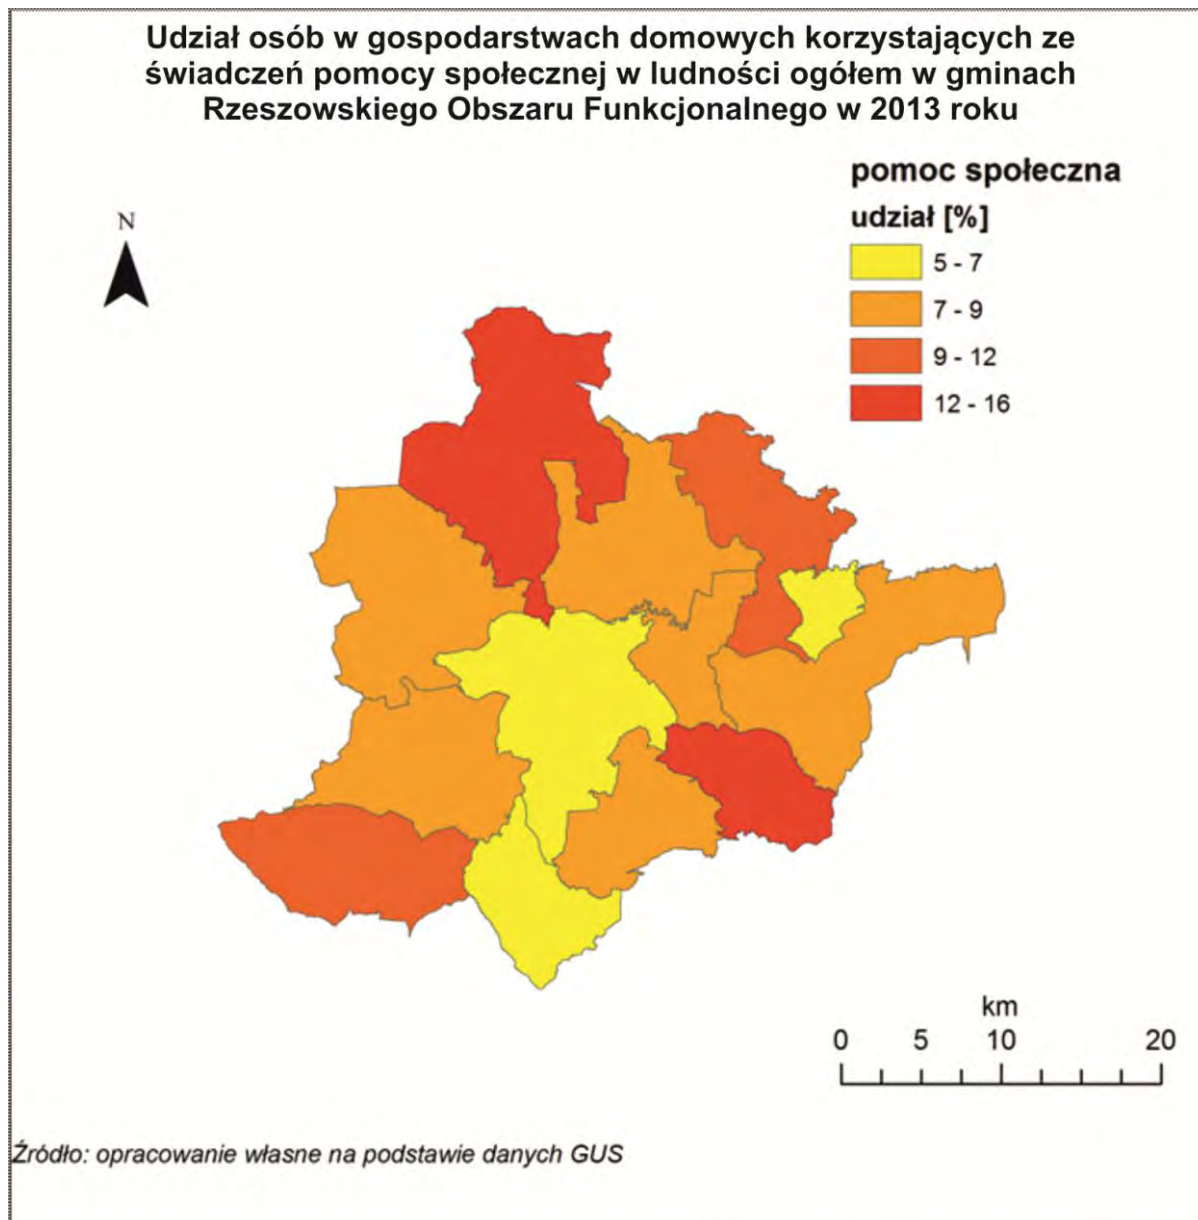 Udział osób w gospodarstwach domowych korzystających ze
świadczeń pomocy społecznej w ludności ogółem w gminach
Rzeszowskiego Obszaru Funkcjonalnego w 2013 roku
pomoc społeczna
udział [%]
N
5 - 7
7 - 9
9 - 12
12 - 16
km
0 5 10 20
Źródło: opracowanie własne na podstawie danych GUS